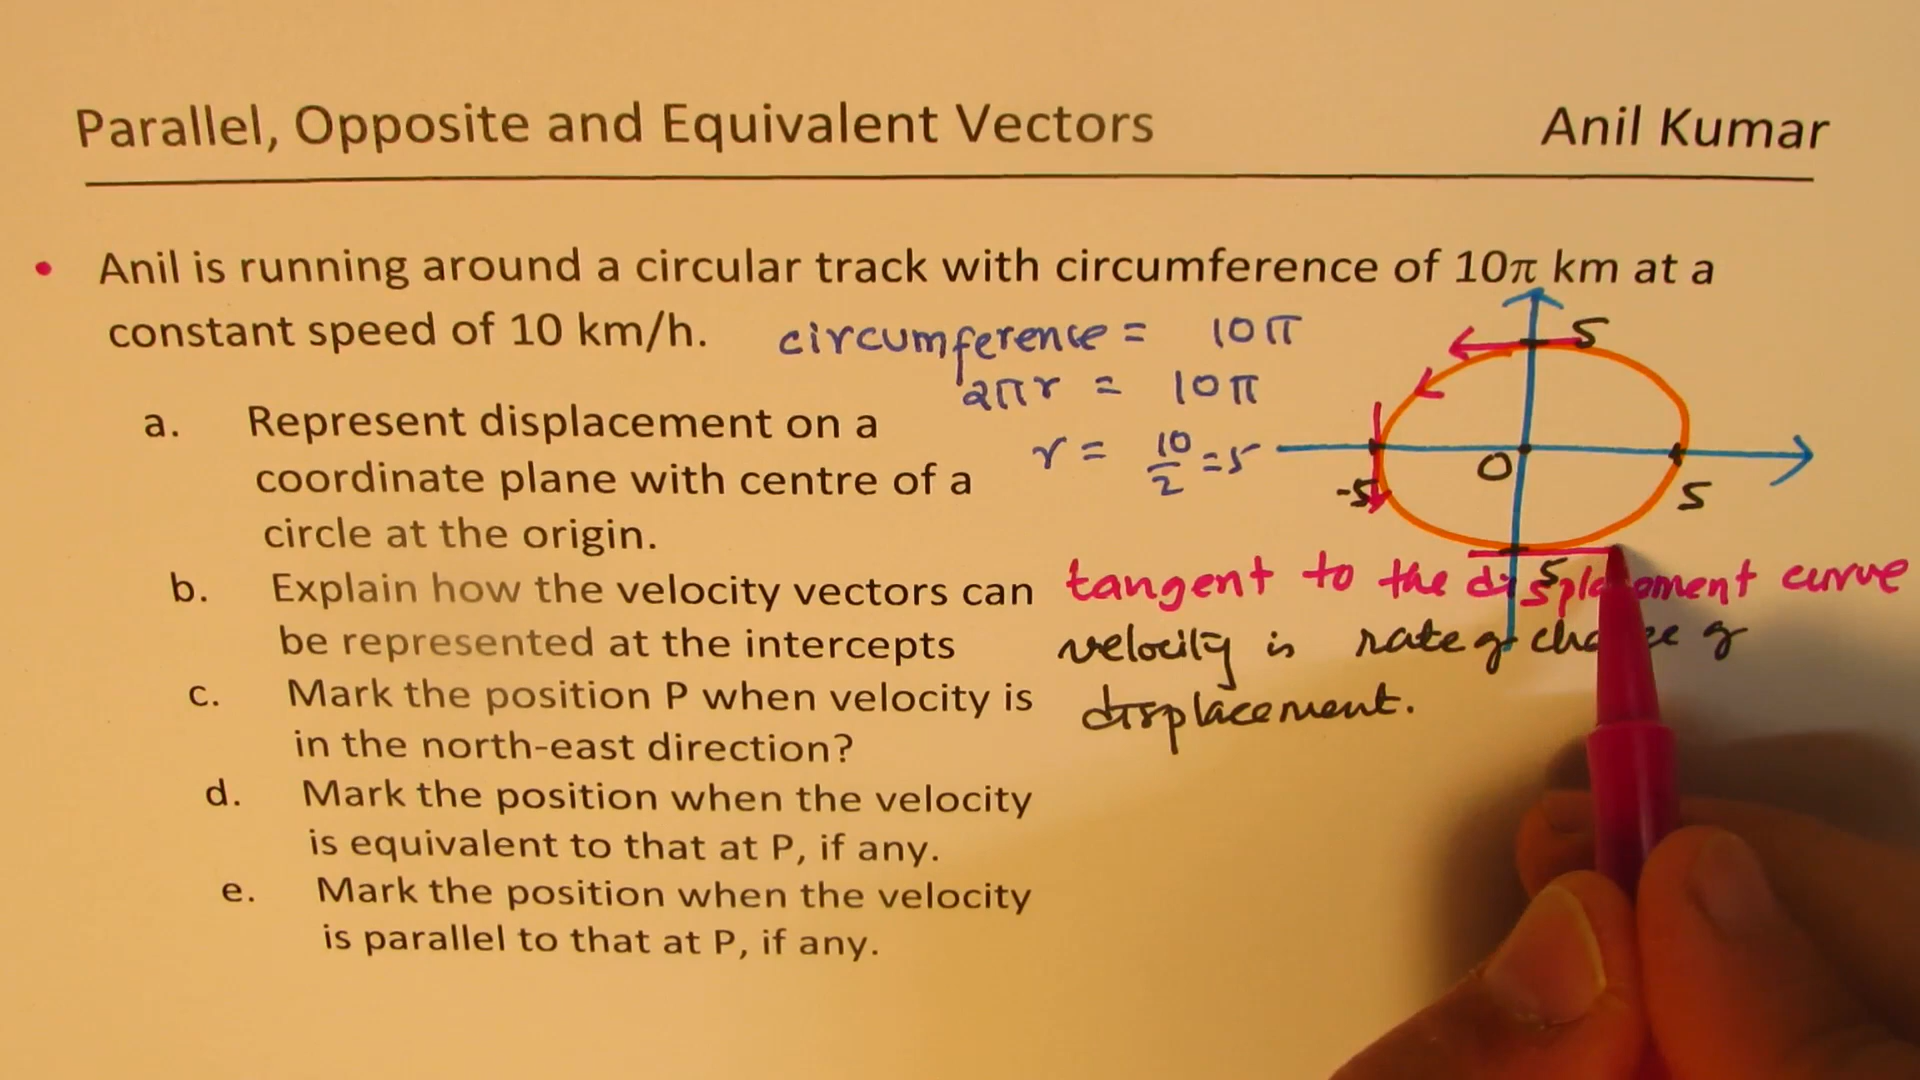 Parallel, Opposite and Equivalent Vectors
Anil Kumar
• Anil is running around a circular track with circumference of 10π km at a
constant speed of 10 km/h.
circumference = 10π
2πr = 10π
r = 10/2 = 5
a. Represent displacement on a
coordinate plane with centre of a
circle at the origin.
b. Explain how the velocity vectors can
be represented at the intercepts
c. Mark the position P when velocity is
in the north-east direction?
d. Mark the position when the velocity
is equivalent to that at P, if any.
e. Mark the position when the velocity
is parallel to that at P, if any.
5
O
-5
5
5
tangent to the curve
velocity is rate of
displacement.